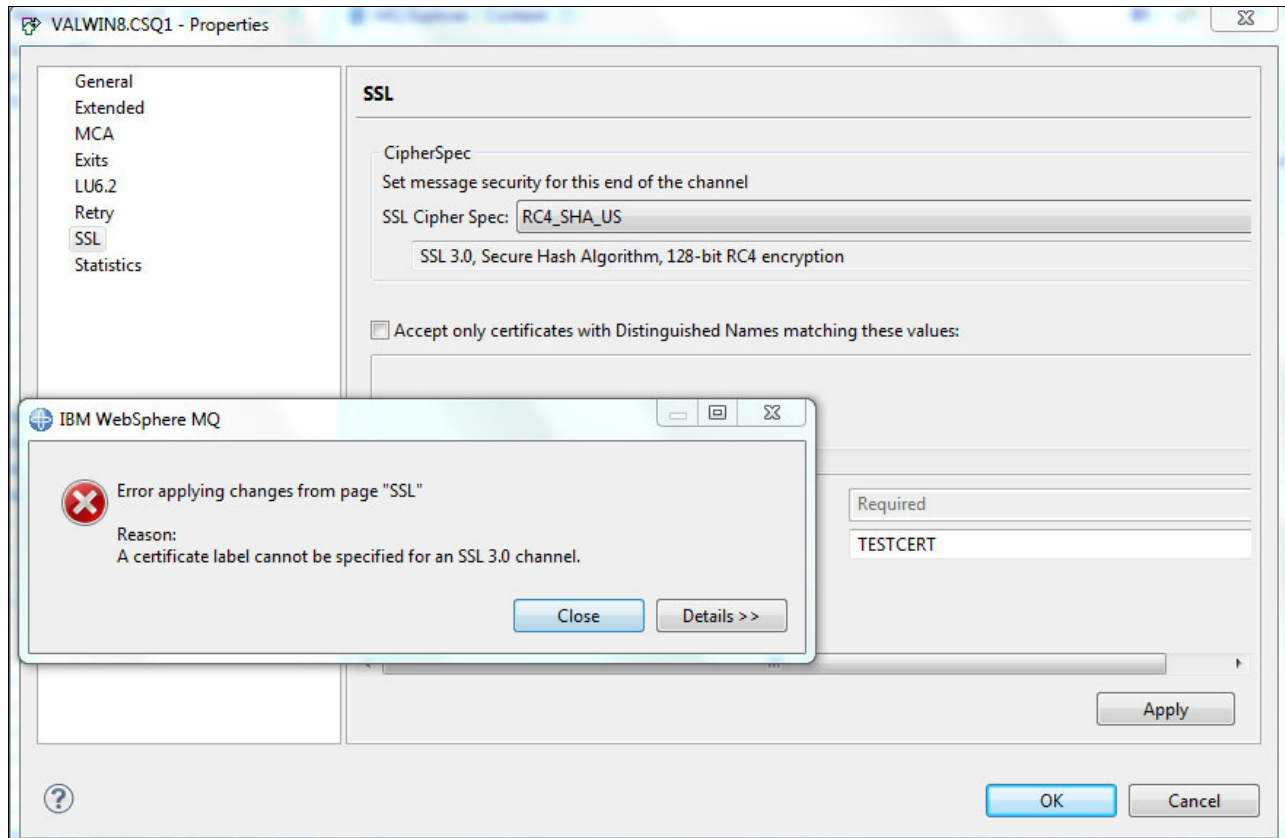 VALWIN8.CSQ1 - Properties
General
Extended
MCA
Exits
LU6.2
Retry
SSL
Statistics
SSL
CipherSpec
Set message security for this end of the channel
SSL Cipher Spec: RC4_SHA_US
SSL 3.0, Secure Hash Algorithm, 128-bit RC4 encryption
Accept only certificates with Distinguished Names matching these values:
IBM WebSphere MQ
Error applying changes from page "SSL"
Reason:
A certificate label cannot be specified for an SSL 3.0 channel.
Close
Details >>
Required
TESTCERT
Apply
?
OK
Cancel